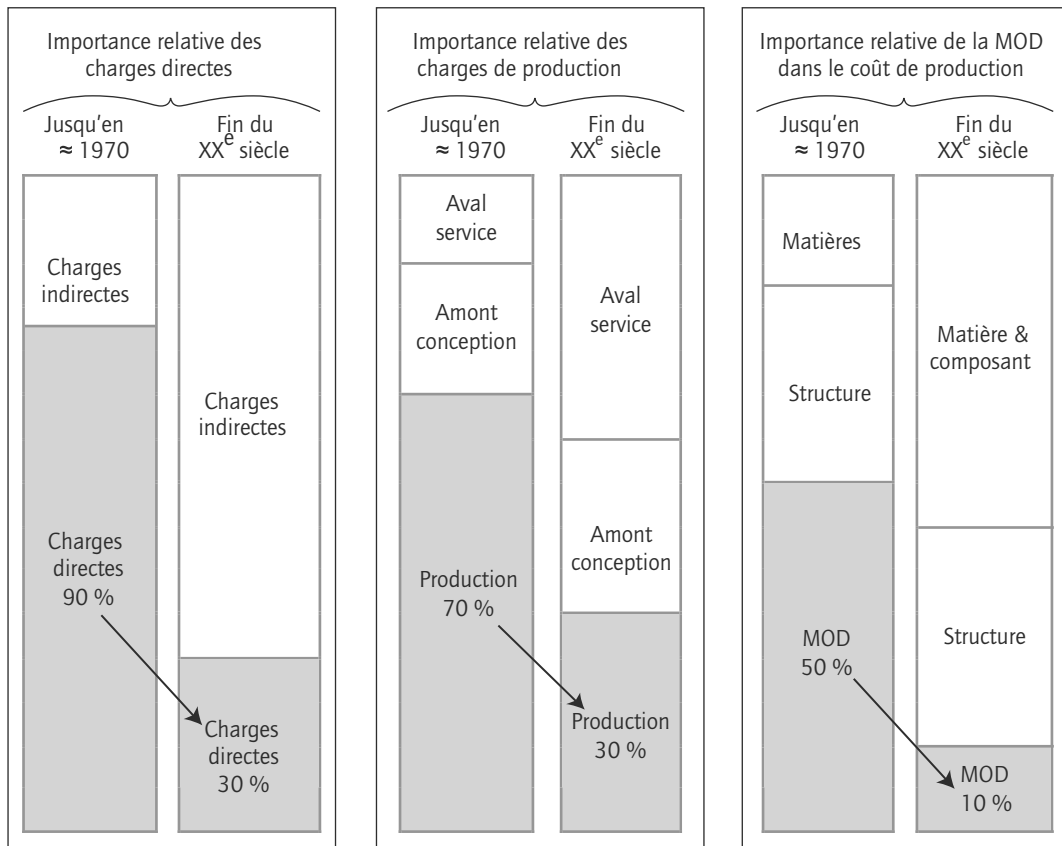 Importance relative des
charges directes
Jusqu'en
≈ 1970
Fin du
XXe siècle
Charges
indirectes
Charges
directes
90 %
Charges
indirectes
Charges
directes
30 %
Importance relative des
charges de production
Jusqu'en
≈ 1970
Fin du
XXe siècle
Aval
service
Amont
conception
Production
70 %
Aval
service
Amont
conception
Production
30 %
Importance relative de la MOD
dans le coût de production
Jusqu'en
≈ 1970
Fin du
XXe siècle
Matières
Structure
MOD
50 %
Matière &
composant
Structure
MOD
10 %